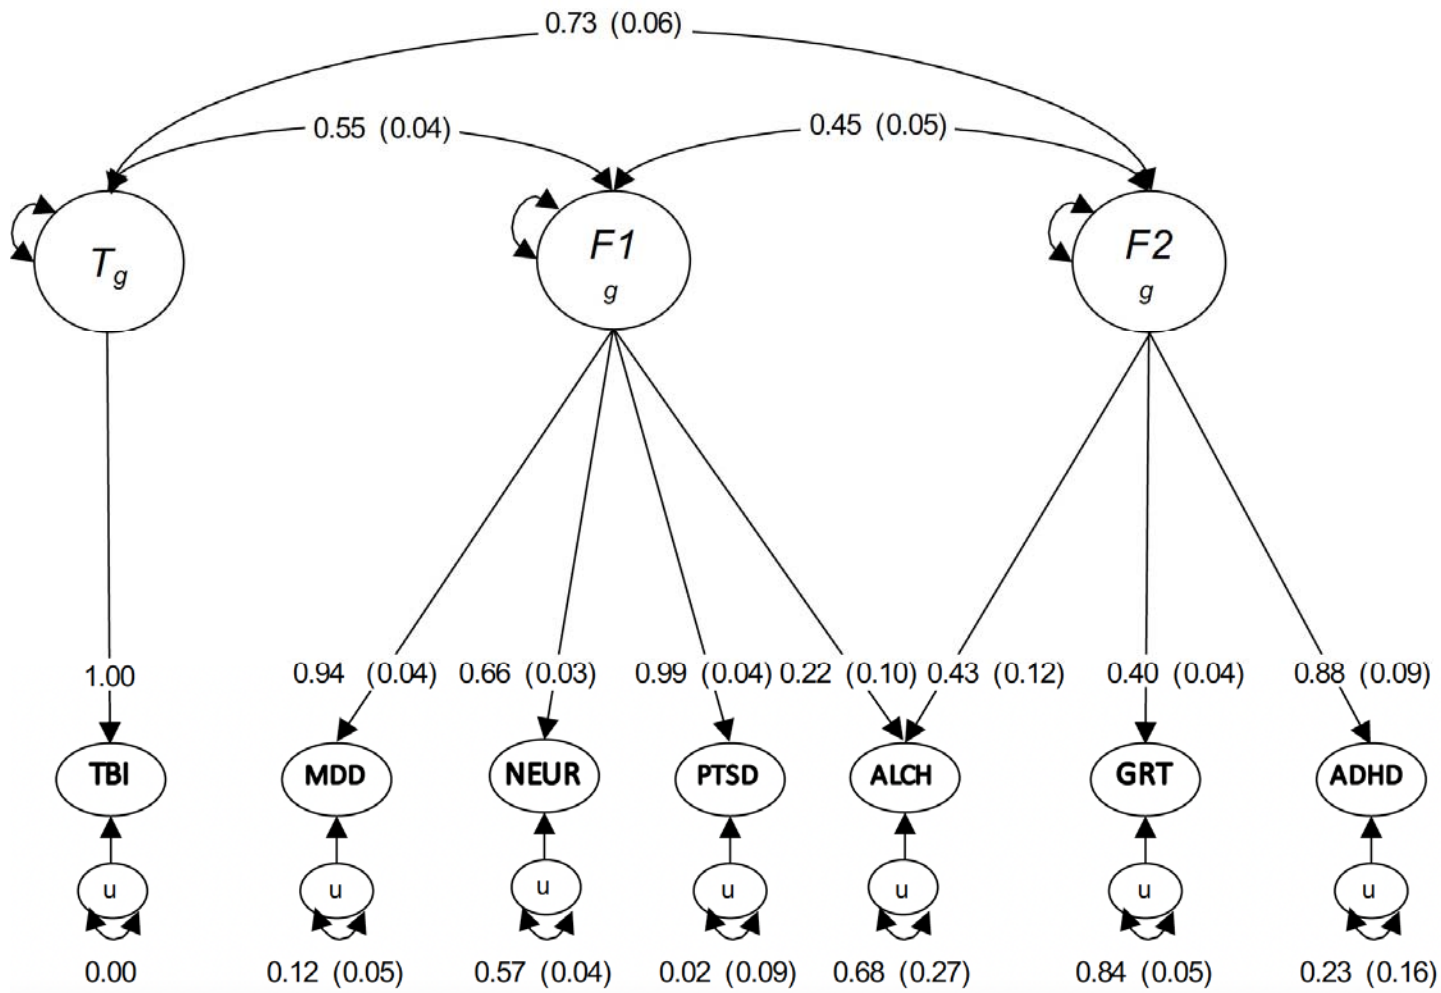 0.73 (0.06)
0.55 (0.04) 0.45 (0.05)
Tg F1 F2
g g
1.00 0.94 (0.04) 0.66 (0.03) 0.99 (0.04) 0.22 (0.10) 0.43 (0.12) 0.40 (0.04) 0.88 (0.09)
TBI MDD NEUR PTSD ALCH GRT ADHD
u u u u u u u
0.00 0.12 (0.05) 0.57 (0.04) 0.02 (0.09) 0.68 (0.27) 0.84 (0.05) 0.23 (0.16)